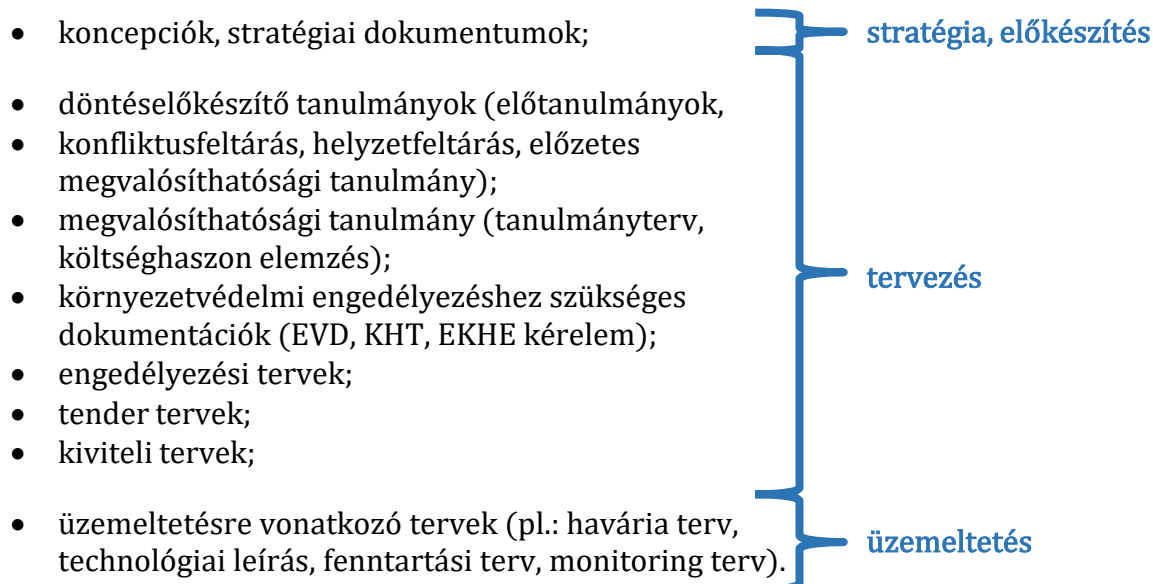 • koncepciók, stratégiai dokumentumok;
stratégia, előkészítés
• döntéselőkészítő tanulmányok (előtanulmányok,
• konfliktusfeltárás, helyzetfeltárás, előzetes
megvalósíthatósági tanulmány);
• megvalósíthatósági tanulmány (tanulmányterv,
költséghaszon elemzés);
tervezés
• környezetvédelmi engedélyezéshez szükséges
dokumentációk (EVD, KHT, EKHE kérelem);
• engedélyezési tervek;
• tender tervek;
• kiviteli tervek;
• üzemeltetésre vonatkozó tervek (pl.: havária terv,
technológiai leírás, fenntartási terv, monitoring terv).
üzemeltetés